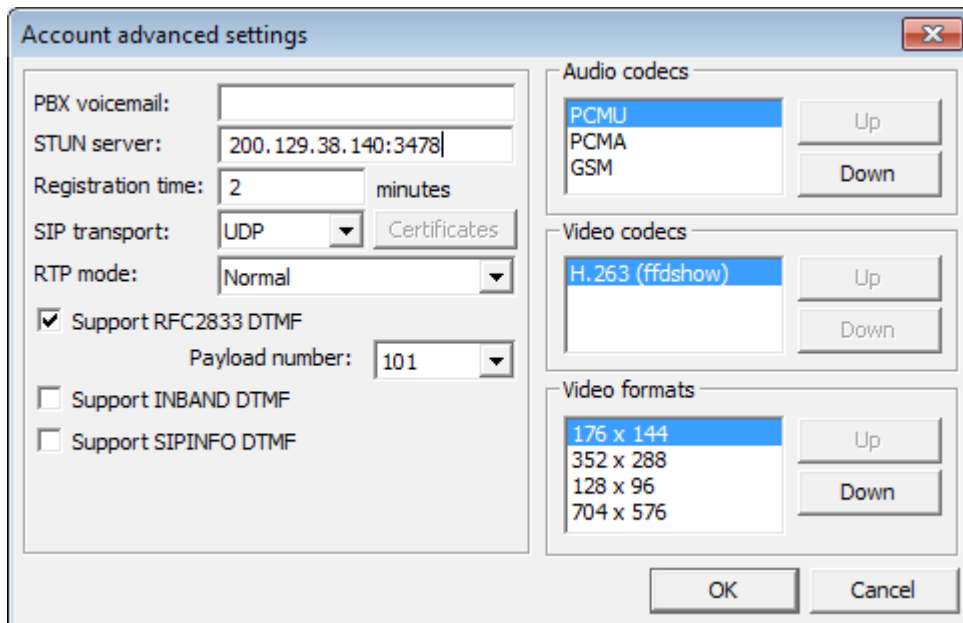 Account advanced settings
PBX voicemail:
STUN server: 200.129.38.140:3478
Registration time: 2 minutes
SIP transport: UDP Certificates
RTP mode: Normal
Support RFC2833 DTMF
Payload number: 101
Support INBAND DTMF
Support SIPINFO DTMF
Audio codecs
PCMU
PCMA
GSM
Up
Down
Video codecs
H.263 (ffdshow)
Up
Down
Video formats
176 x 144
352 x 288
128 x 96
704 x 576
Up
Down
OK Cancel